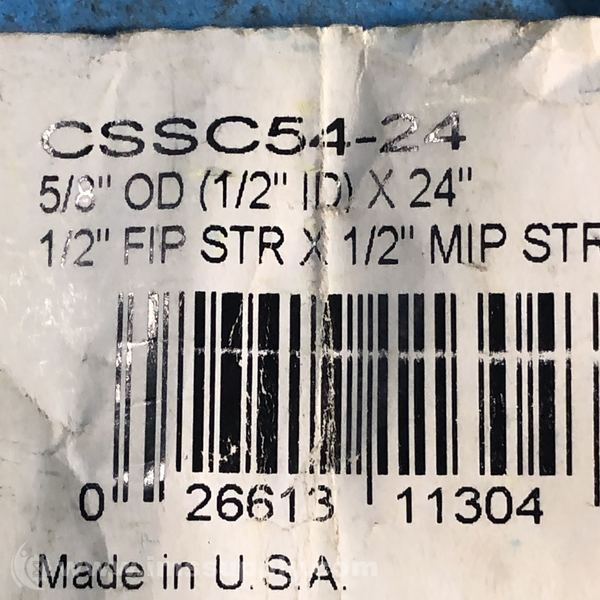 CSSC54-24
5/8" OD (1/2" ID) X 24"
1/2" FIP STR X 1/2" MIP STR
0 26613 11304
Made in U.S.A.